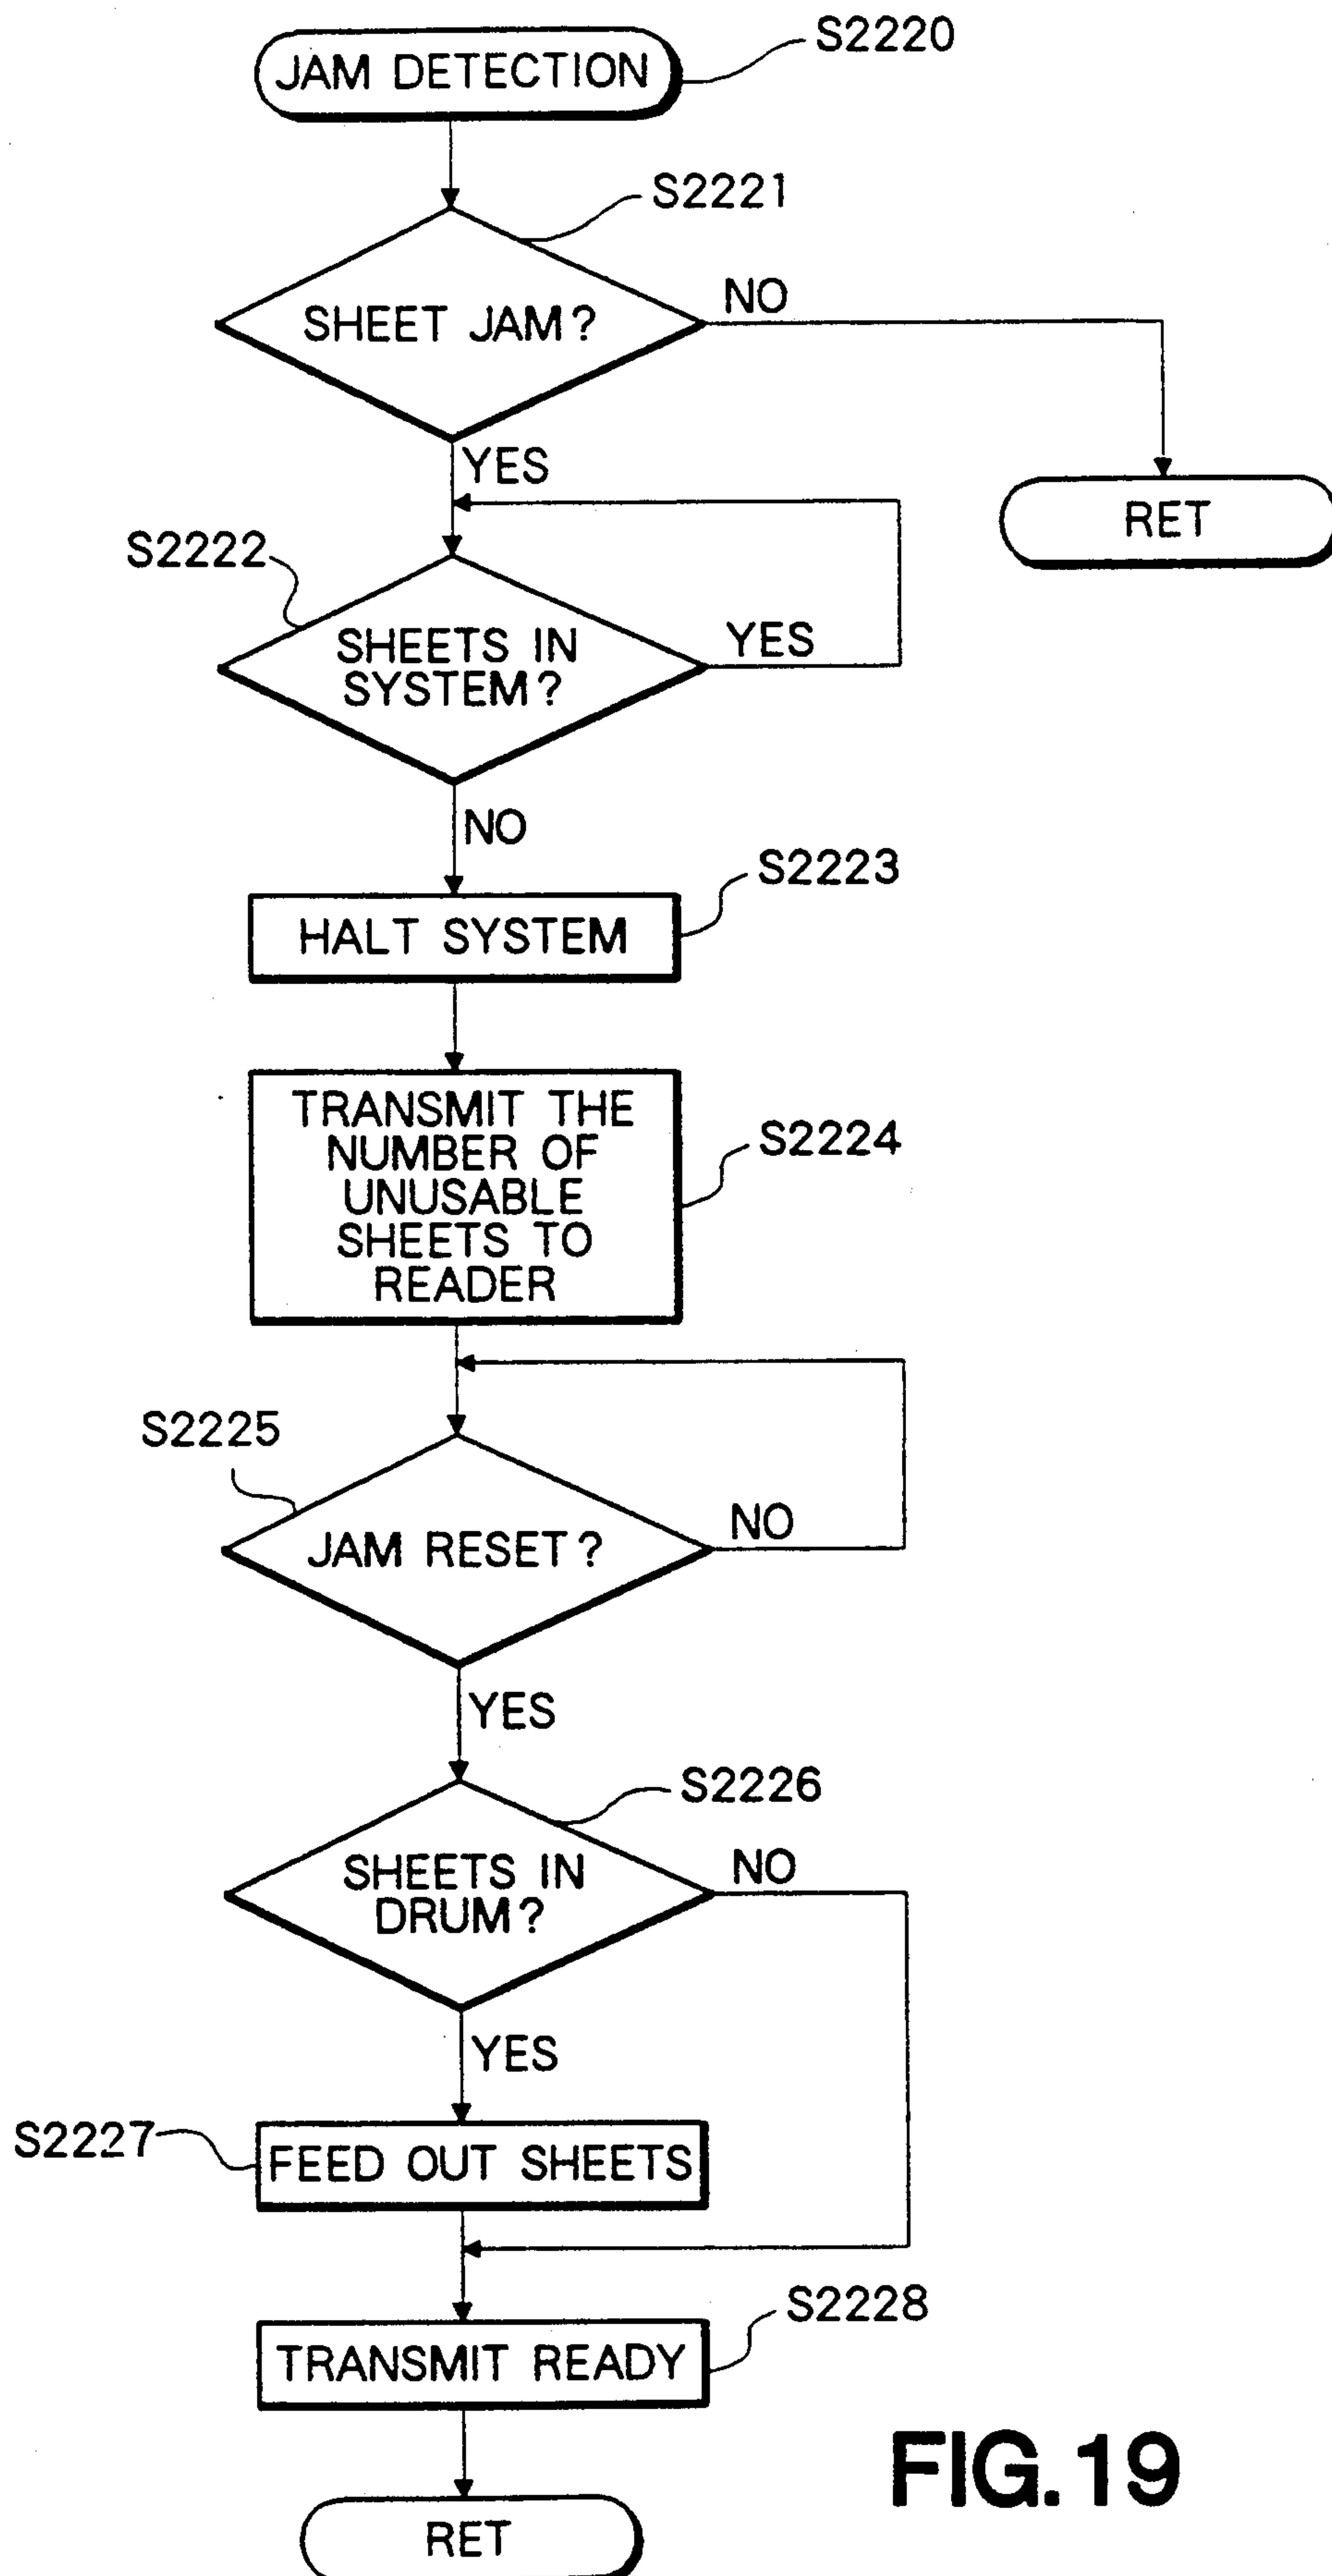 S2220
JAM DETECTION
S2221
SHEET JAM?
NO
YES
RET
S2222
SHEETS IN
SYSTEM?
YES
NO
S2223
HALT SYSTEM
TRANSMIT THE
NUMBER OF
UNUSABLE
SHEETS TO
READER
S2224
S2225
JAM RESET?
NO
YES
S2226
SHEETS IN
DRUM?
NO
YES
S2227
FEED OUT SHEETS
S2228
TRANSMIT READY
RET
FIG.19